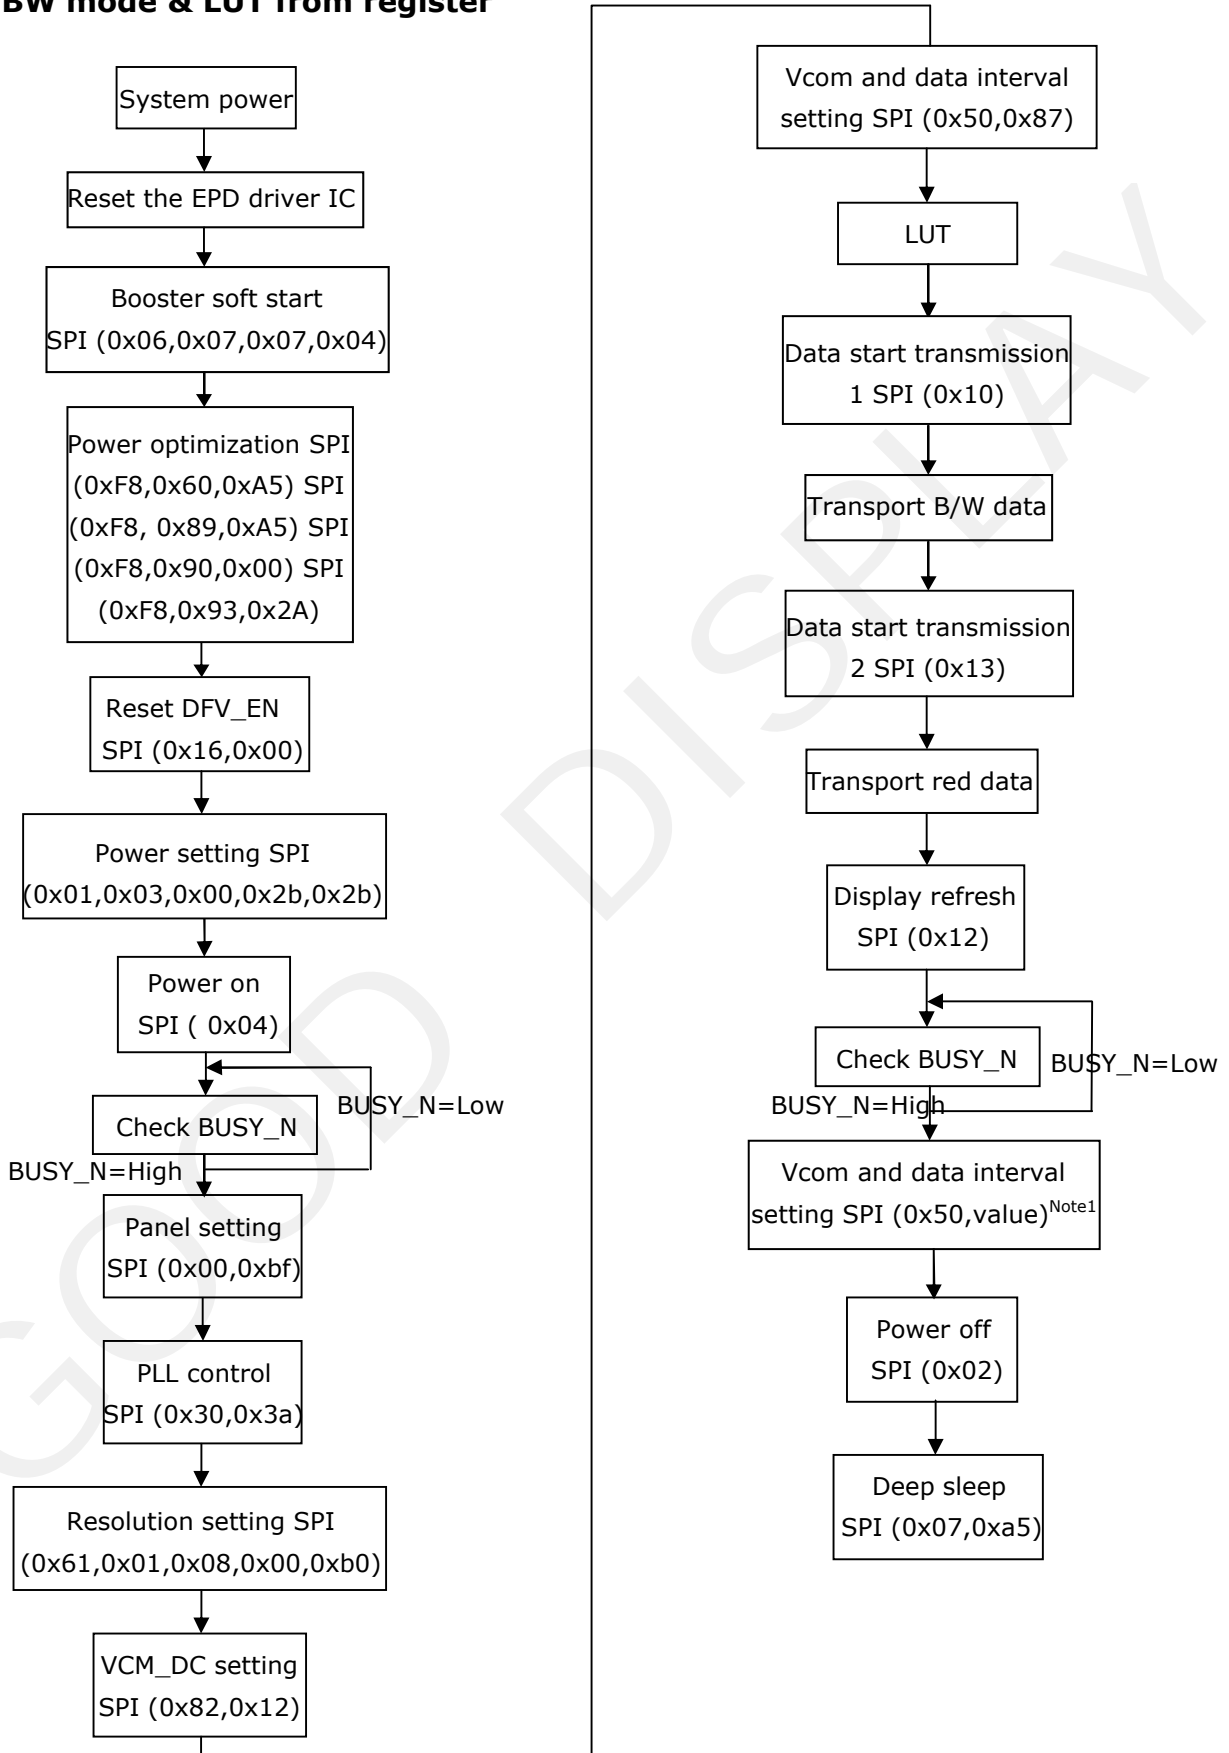 BW mode & LUT from register
System power
Reset the EPD driver IC
Booster soft start
SPI (0x06,0x07,0x07,0x04)
Power optimization SPI
(0xF8,0x60,0xA5) SPI
(0xF8, 0x89,0xA5) SPI
(0xF8,0x90,0x00) SPI
(0xF8,0x93,0x2A)
Reset DFV_EN
SPI (0x16,0x00)
Power setting SPI
(0x01,0x03,0x00,0x2b,0x2b)
Power on
SPI ( 0x04)
BUSY_N=Low
Check BUSY_N
BUSY_N=High
Panel setting
SPI (0x00,0xbf)
PLL control
SPI (0x30,0x3a)
Resolution setting SPI
(0x61,0x01,0x08,0x00,0xb0)
VCM_DC setting
SPI (0x82,0x12)
Vcom and data interval
setting SPI (0x50,0x87)
LUT
Data start transmission
1 SPI (0x10)
Transport B/W data
Data start transmission
2 SPI (0x13)
Transport red data
Display refresh
SPI (0x12)
Check BUSY_N
BUSY_N=Low
BUSY_N=High
Vcom and data interval
setting SPI (0x50,value)Note1
Power off
SPI (0x02)
Deep sleep
SPI (0x07,0xa5)
GOOD DISPLAY